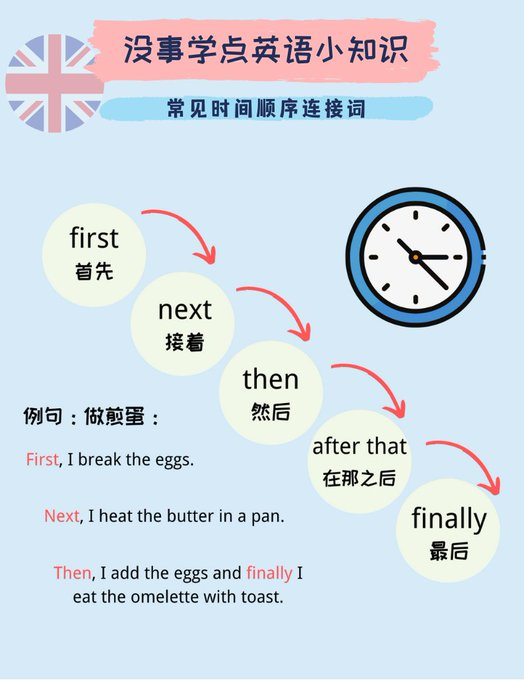 没事学点英语小知识
常见时间顺序连接词
first
首先
next
接着
then
然后
after that
在那之后
finally
最后
例句：做煎蛋：
First, I break the eggs.
Next, I heat the butter in a pan.
Then, I add the eggs and finally I
eat the omelette with toast.